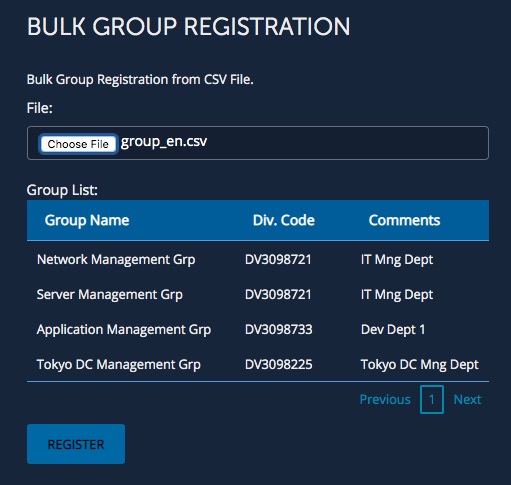 BULK GROUP REGISTRATION
Bulk Group Registration from CSV File.
File:
Choose File group_en.csv
Group List:
Group Name Div. Code Comments
Network Management Grp DV3098721 IT Mng Dept
Server Management Grp DV3098721 IT Mng Dept
Application Management Grp DV3098733 Dev Dept 1
Tokyo DC Management Grp DV3098225 Tokyo DC Mng Dept
Previous 1 Next
REGISTER